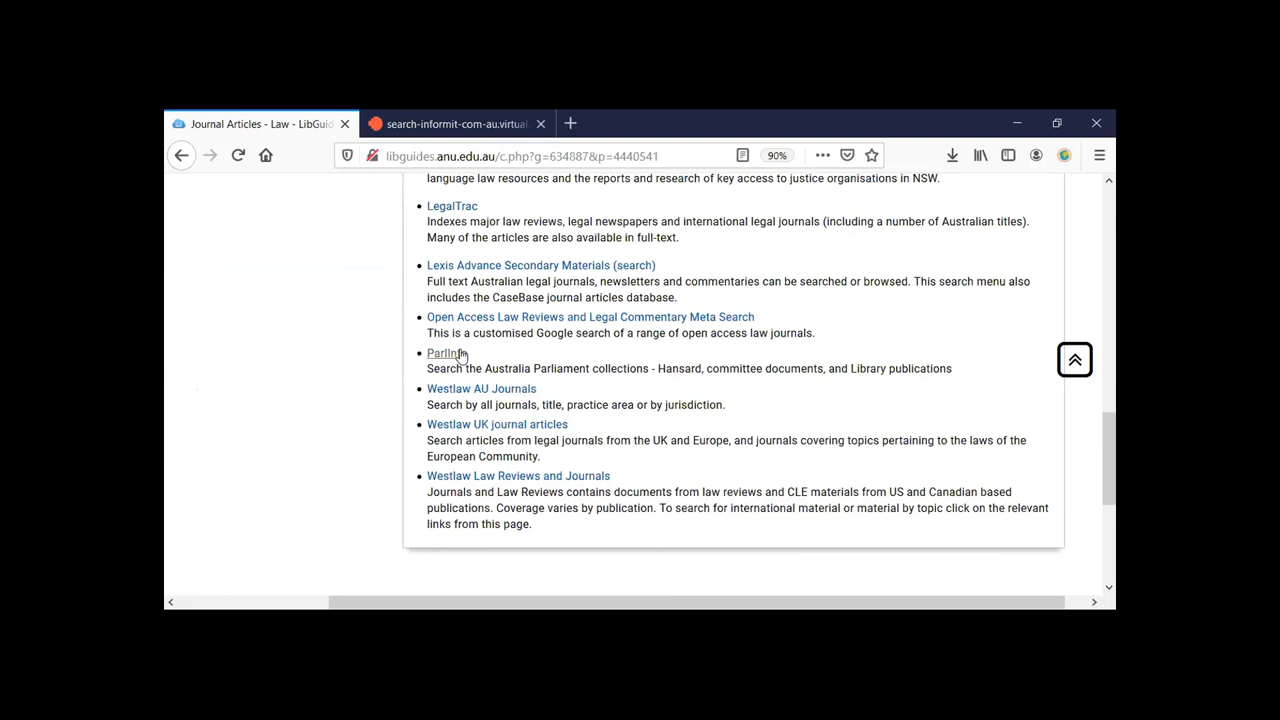 Journal Articles - Law - LibGuid
search-informit-com-au.virtual.
libguides.anu.edu.au/c.php?g=634887&p=4440541
90%
language law resources and the reports and research of key access to justice organisations in NSW.
LegalTrac
Indexes major law reviews, legal newspapers and international legal journals (including a number of Australian titles).
Many of the articles are also available in full-text.
Lexis Advance Secondary Materials (search)
Full text Australian legal journals, newsletters and commentaries can be searched or browsed. This search menu also
includes the CaseBase journal articles database.
Open Access Law Reviews and Legal Commentary Meta Search
This is a customised Google search of a range of open access law journals.
ParlInfo
Search the Australia Parliament collections - Hansard, committee documents, and Library publications
Westlaw AU Journals
Search by all journals, title, practice area or by jurisdiction.
Westlaw UK journal articles
Search articles from legal journals from the UK and Europe, and journals covering topics pertaining to the laws of the
European Community.
Westlaw Law Reviews and Journals
Journals and Law Reviews contains documents from law reviews and CLE materials from US and Canadian based
publications. Coverage varies by publication. To search for international material or material by topic click on the relevant
links from this page.